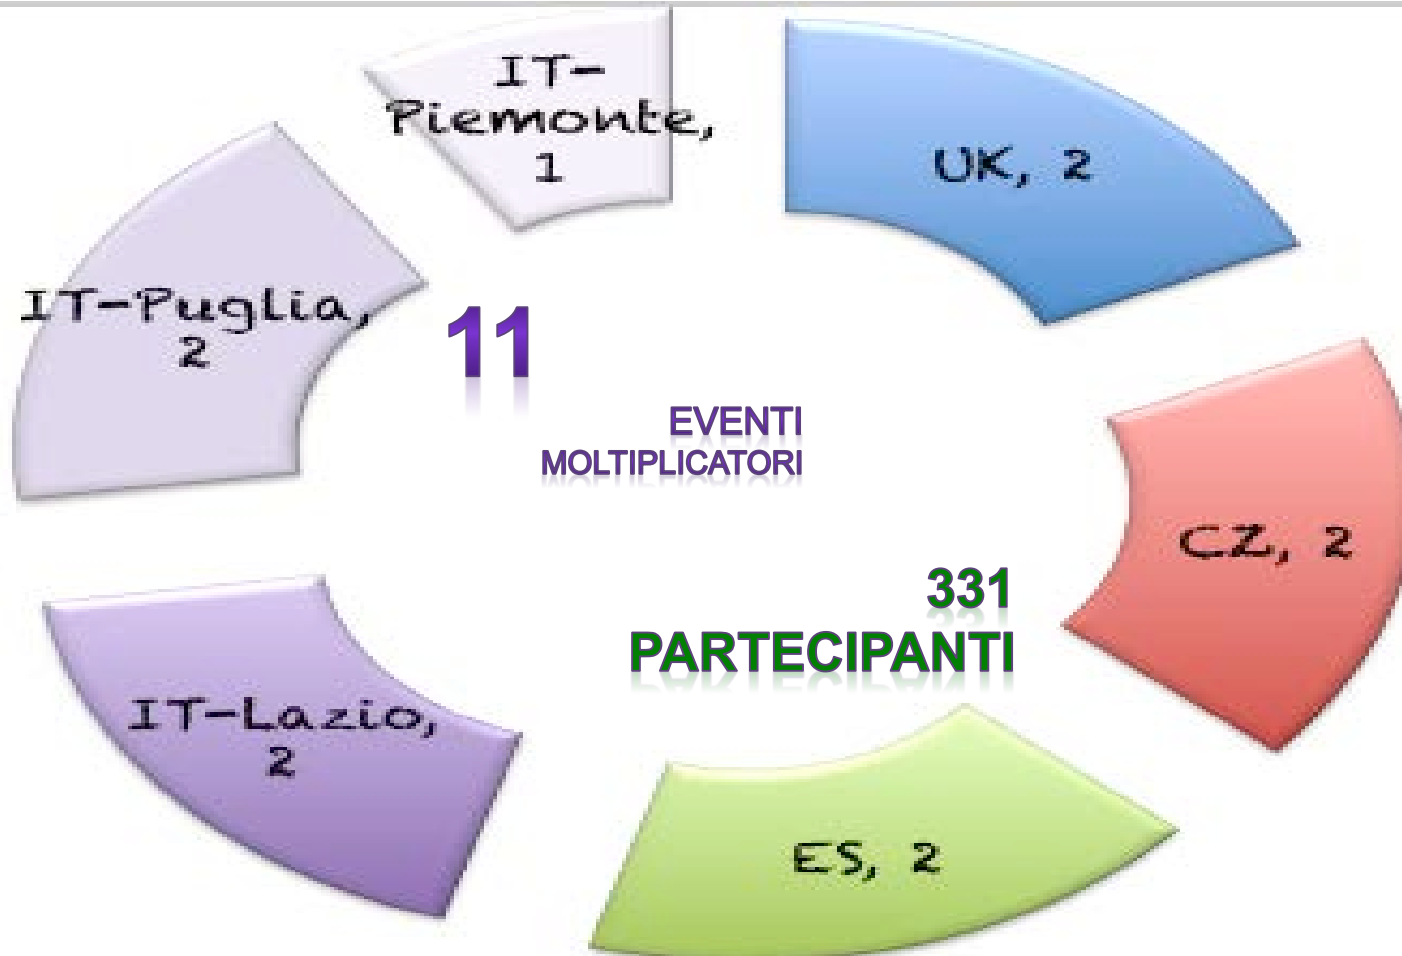 IT-
Piemonte,
1
UK, 2
IT-Puglia,
2
11
EVENTI
MOLTIPLICATORI
CZ, 2
331
PARTECIPANTI
IT-Lazio,
2
ES, 2